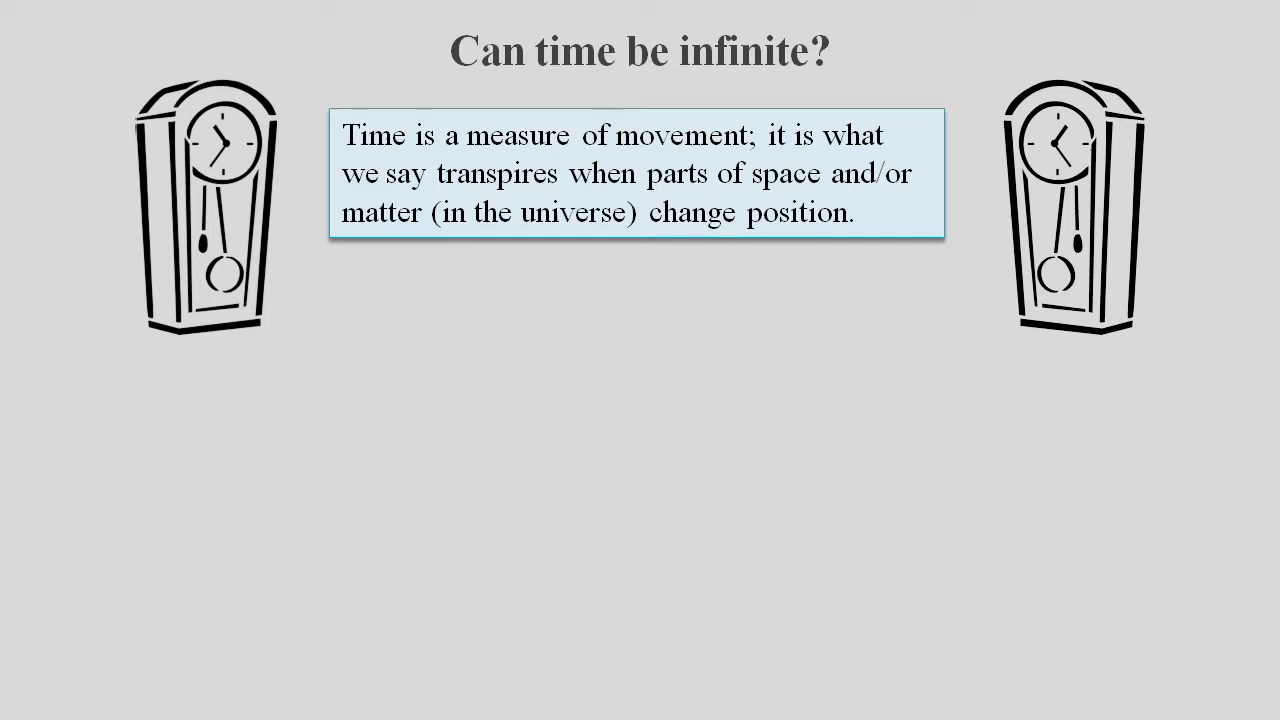 Can time be infinite?
Time is a measure of movement; it is what
we say transpires when parts of space and/or
matter (in the universe) change position.